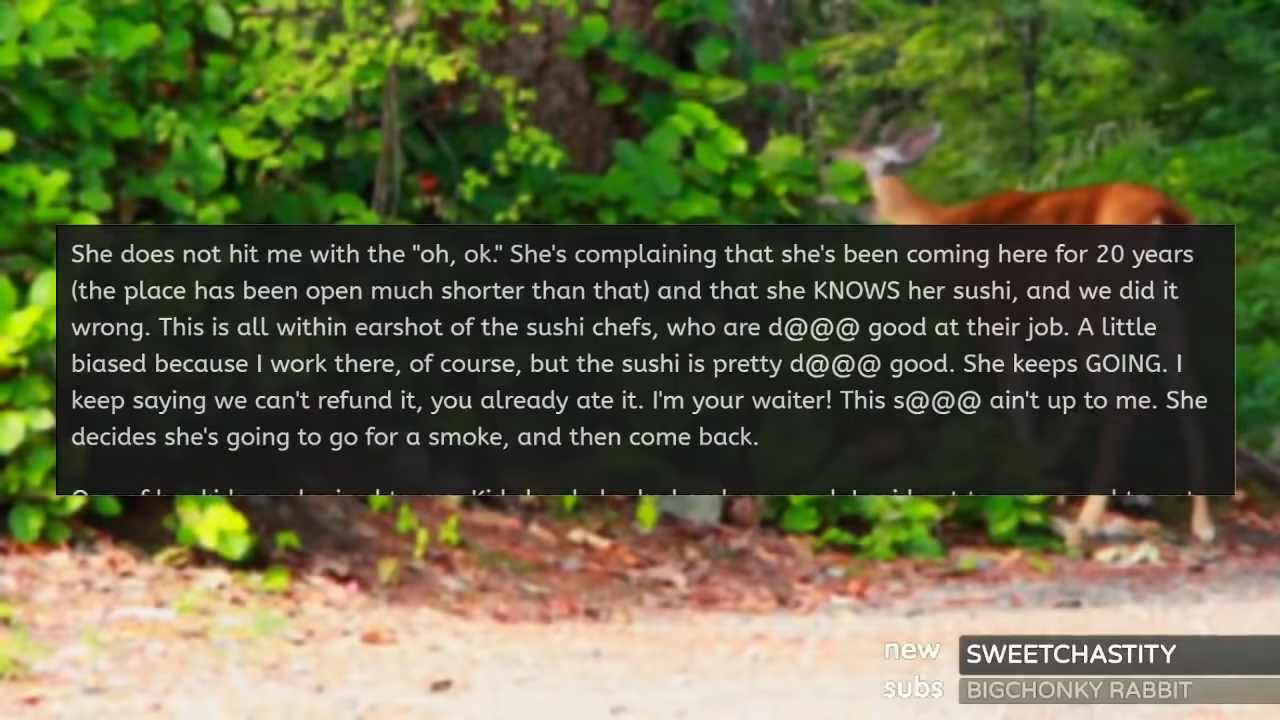 She does not hit me with the "oh, ok." She's complaining that she's been coming here for 20 years
(the place has been open much shorter than that) and that she KNOWS her sushi, and we did it
wrong. This is all within earshot of the sushi chefs, who are d@@@ good at their job. A little
biased because I work there, of course, but the sushi is pretty d@@@ good. She keeps GOING. I
keep saying we can't refund it, you already ate it. I'm your waiter! This s@@@ ain't up to me. She
decides she's going to go for a smoke, and then come back.
new SWEETCHASTITY
subs BIGCHONKY RABBIT